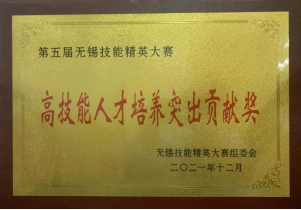 第五届无锡技能精英大赛
高技能人才培养突出贡献奖
无锡技能精英大赛组委会
二〇二一年十二月